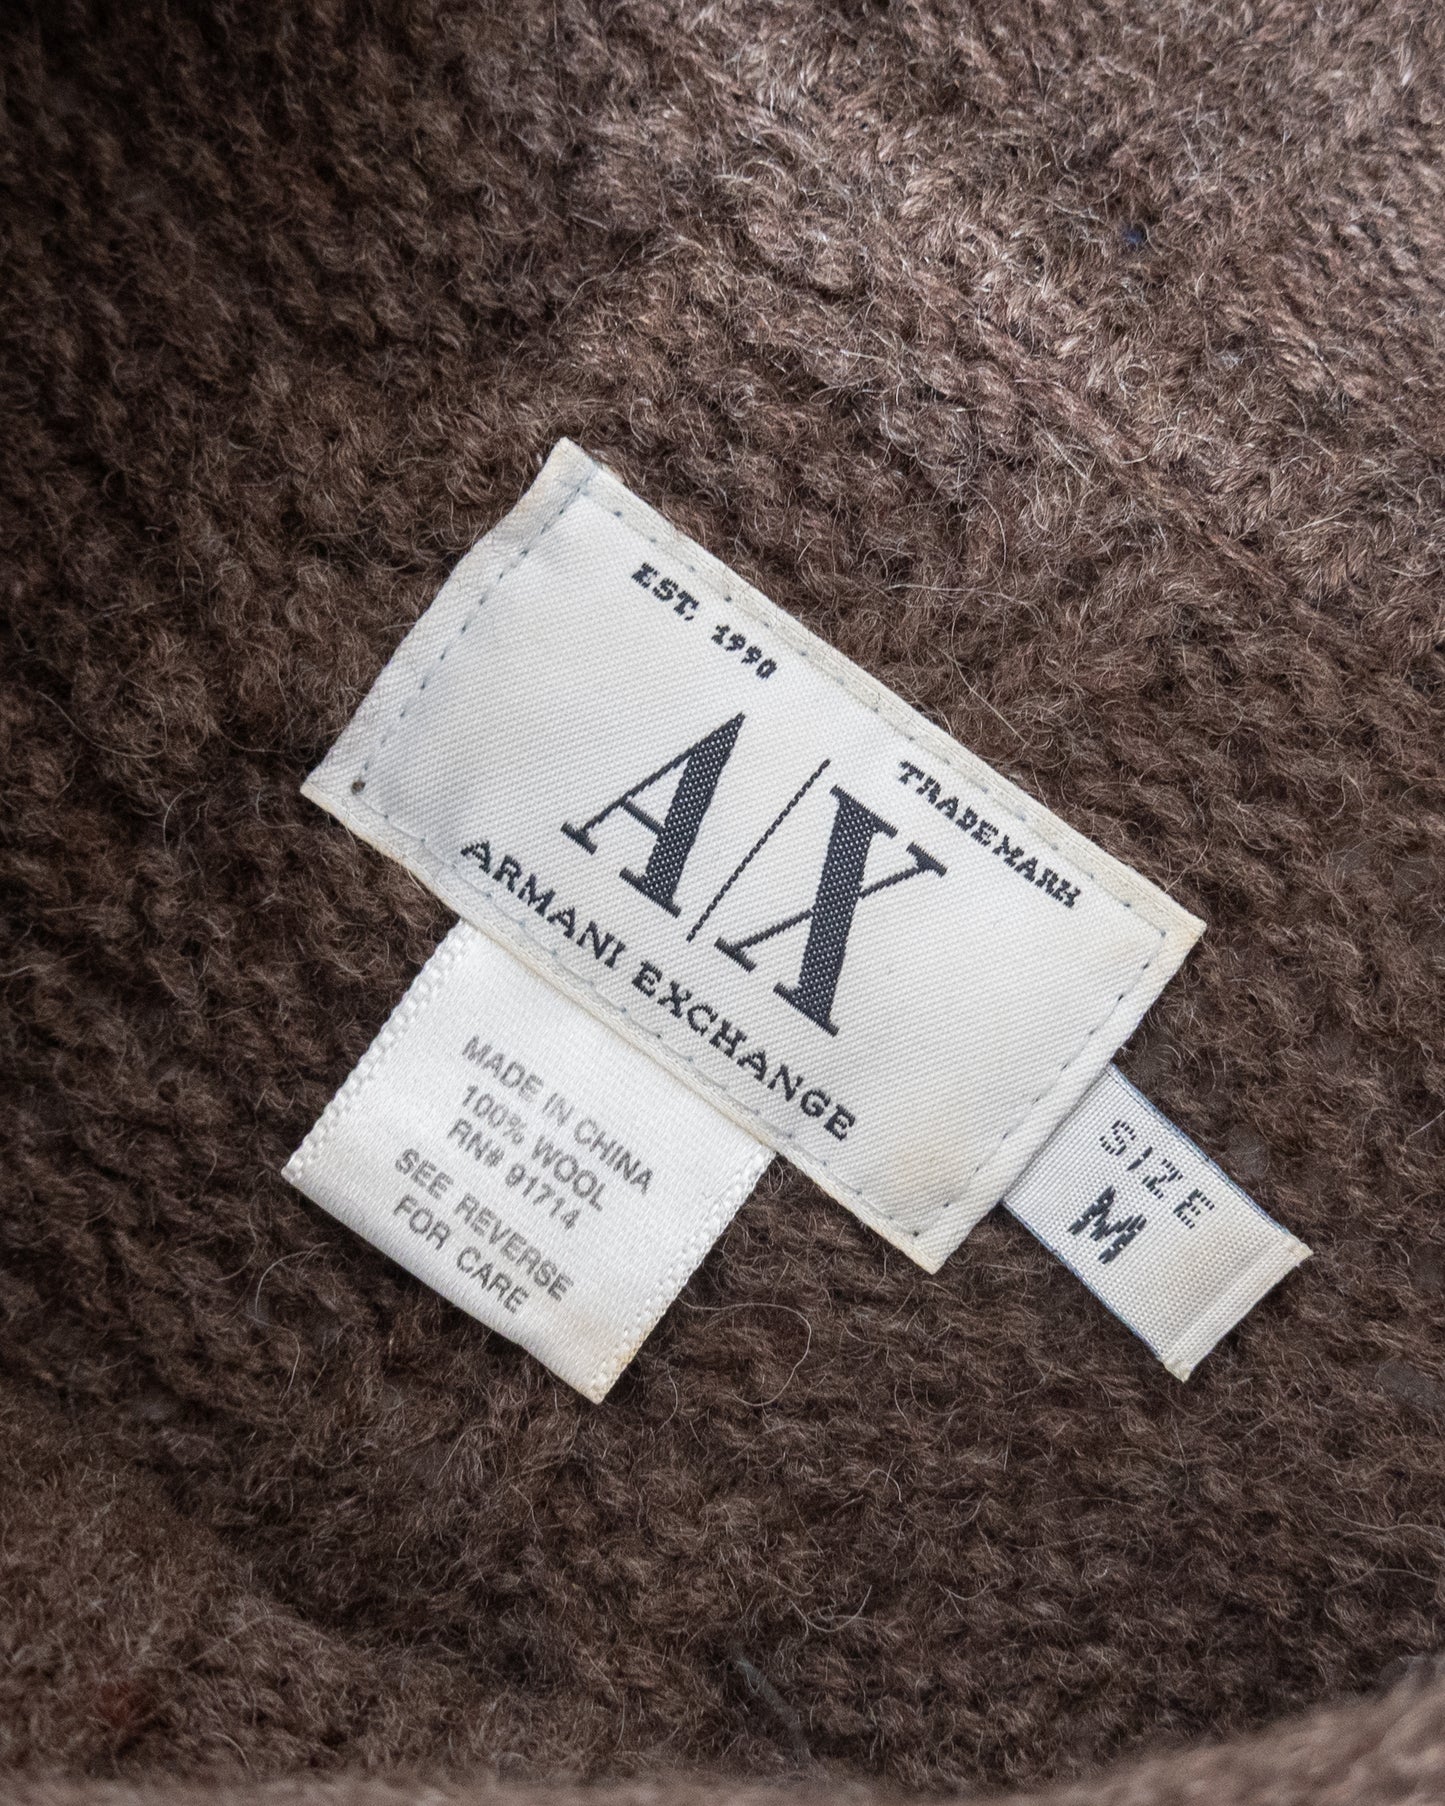 EST. 1990
TRADEMARK
A/X
ARMANI EXCHANGE
MADE IN CHINA
100% WOOL
RN# 91714
SEE REVERSE
FOR CARE
SIZE
M